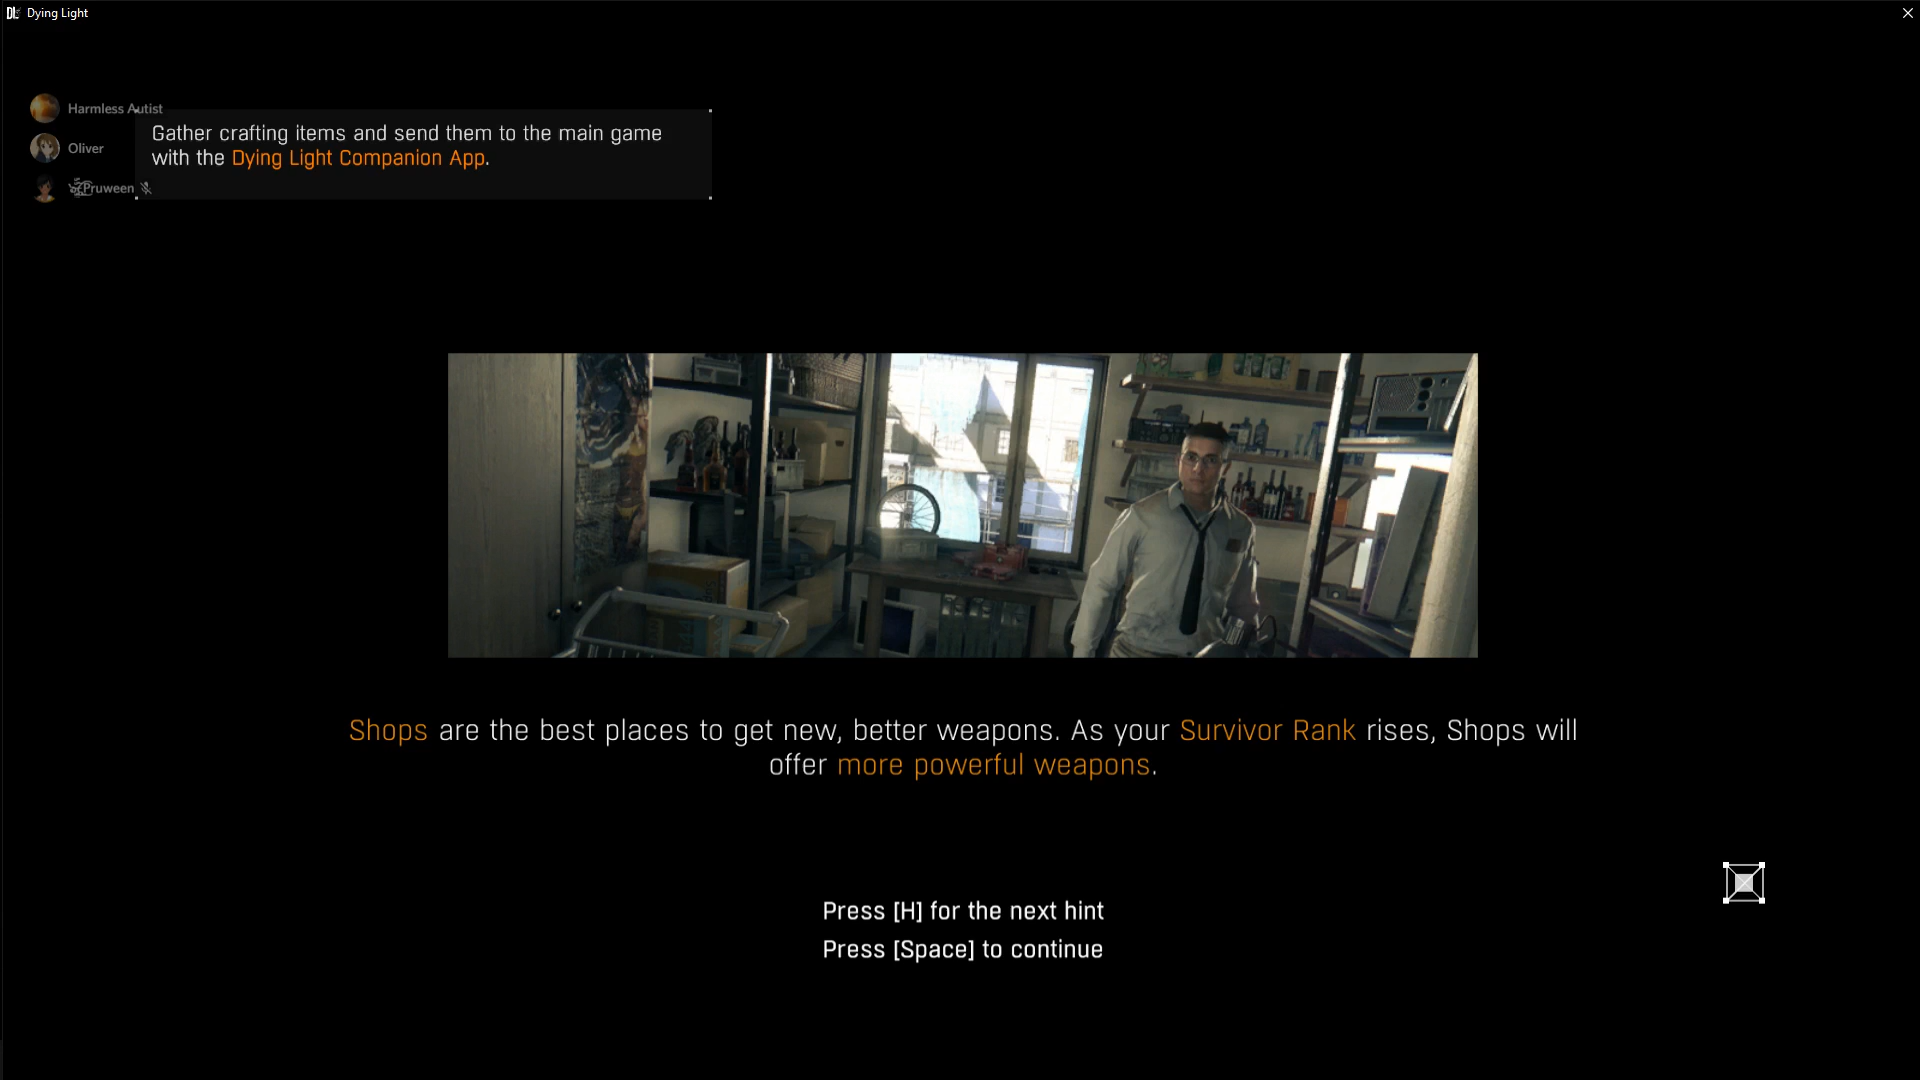 Dying Light
Harmless Autist
Gather crafting items and send them to the main game
with the Dying Light Companion App.
Oliver
Pruween
Shops are the best places to get new, better weapons. As your Survivor Rank rises, Shops will
offer more powerful weapons.
Press [H] for the next hint
Press [Space] to continue